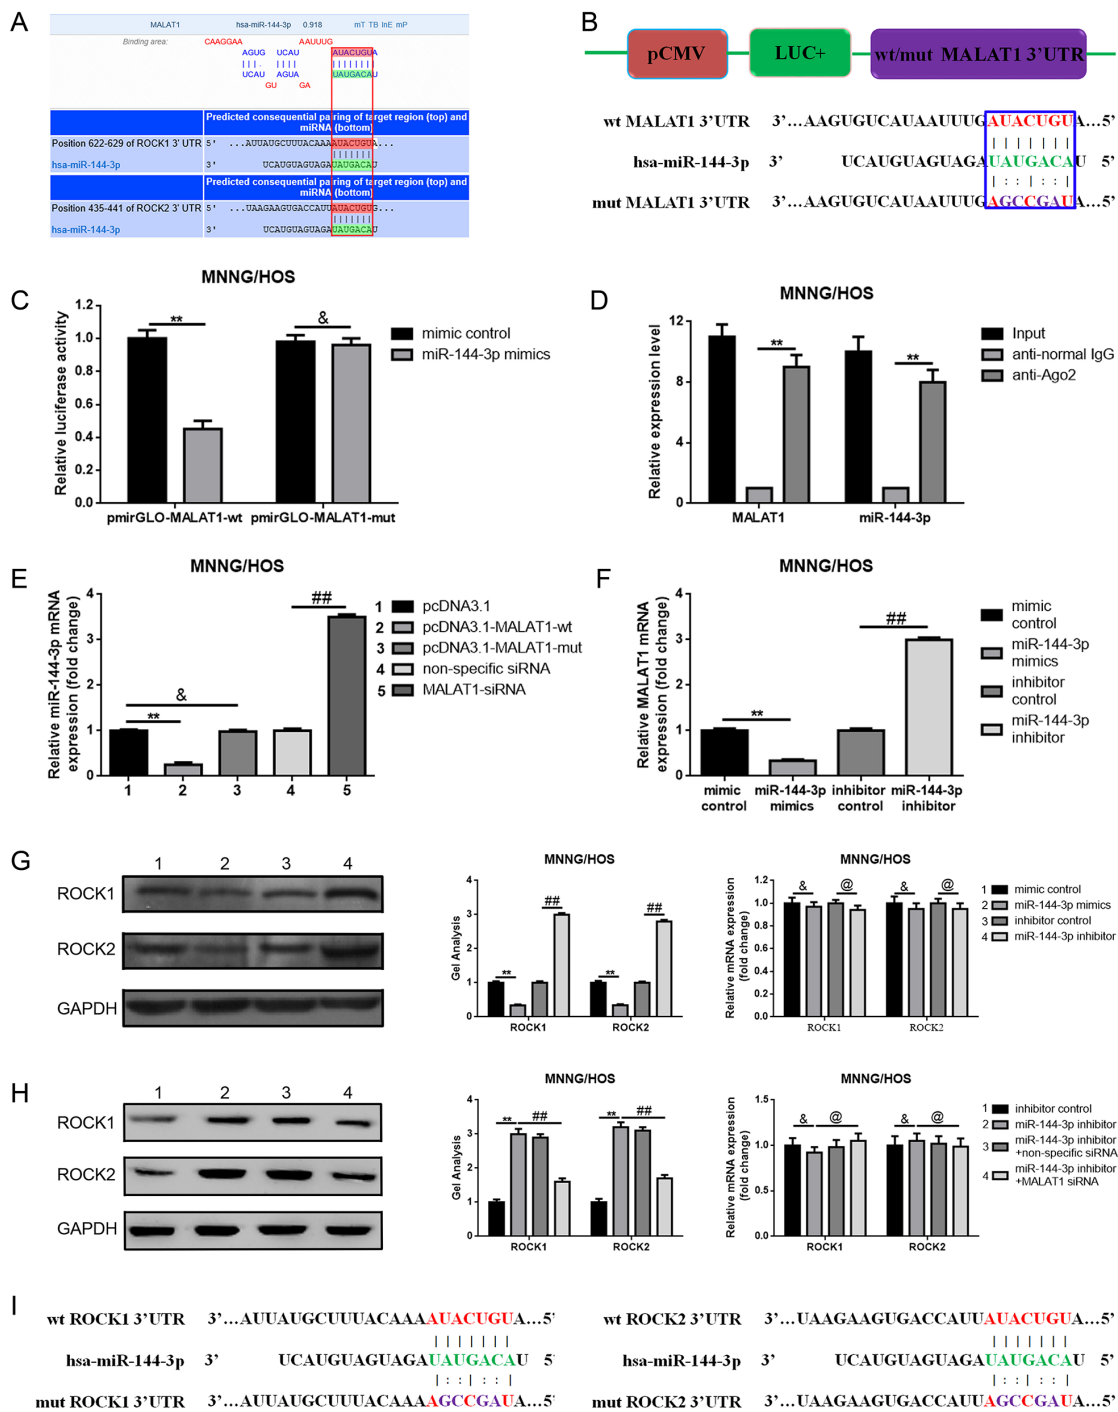 A
MALAT1 hsa-miR-144-3p 0.918 mT TB InE mP
Binding area: CAAGGAA AAUUUG
AGUG UCAU AUACUGUA
UCAU AGUA UAUGACAU
GU GA
Predicted consequential pairing of target region (top) and miRNA (bottom)
Position 622-629 of ROCK1 3' UTR 5' ...AUUAUGCUUUACAAAAUACUGUA...
hsa-miR-144-3p 3' UCAUGUAGUAGAUAUGACAU
Predicted consequential pairing of target region (top) and miRNA (bottom)
Position 435-441 of ROCK2 3' UTR 5' ...UAAGAAGUGACCAUUAUACUGUG...
hsa-miR-144-3p 3' UCAUGUAGUAGAUAUGACAU
B
pCMV LUC+ wt/mut MALAT1 3'UTR
wt MALAT1 3'UTR 3'...AAGUGUCAUAAUUUGAUACUGUA...5'
hsa-miR-144-3p UCAUGUAGUAGAUAUGACAU
mut MALAT1 3'UTR 3'...AAGUGUCAUAAUUUGAGCCGAUA...5'
C
MNNG/HOS
Relative luciferase activity
1.2
1.0
0.8
0.6
0.4
0.2
0.0
** &
mimic control
miR-144-3p mimics
pmirGLO-MALAT1-wt pmirGLO-MALAT1-mut
D
MNNG/HOS
Relative expression level
12
8
4
0
** **
Input
anti-normal IgG
anti-Ago2
MALAT1 miR-144-3p
E
MNNG/HOS
Relative miR-144-3p mRNA
expression (fold change)
4
3
2
1
0
& ** ##
1 pcDNA3.1
2 pcDNA3.1-MALAT1-wt
3 pcDNA3.1-MALAT1-mut
4 non-specific siRNA
5 MALAT1-siRNA
1 2 3 4 5
F
MNNG/HOS
Relative MALAT1 mRNA
expression (fold change)
4
3
2
1
0
** ##
mimic control
miR-144-3p mimics
inhibitor control
miR-144-3p inhibitor
mimic control miR-144-3p mimics inhibitor control miR-144-3p inhibitor
G
1 2 3 4
ROCK1
ROCK2
GAPDH
MNNG/HOS
Gel Analysis
4
3
2
1
0
** ## ** ##
ROCK1 ROCK2
MNNG/HOS
Relative mRNA expression
(fold change)
1.2
1.0
0.8
0.6
0.4
0.2
0.0
& @ & @
ROCK1 ROCK2
1 mimic control
2 miR-144-3p mimics
3 inhibitor control
4 miR-144-3p inhibitor
H
1 2 3 4
ROCK1
ROCK2
GAPDH
MNNG/HOS
Gel Analysis
4
3
2
1
0
** ## ** ##
ROCK1 ROCK2
MNNG/HOS
Relative mRNA expression
(fold change)
1.5
1.0
0.5
0.0
& @ & @
ROCK1 ROCK2
1 inhibitor control
2 miR-144-3p inhibitor
3 miR-144-3p inhibitor
+non-specific siRNA
4 miR-144-3p inhibitor
+MALAT1 siRNA
I
wt ROCK1 3'UTR 3'...AUUAUGCUUUACAAAAUACUGUA...5'
hsa-miR-144-3p 3' UCAUGUAGUAGAUAUGACAU 5'
mut ROCK1 3'UTR 3'...AUUAUGCUUUACAAAAGCCGAUA...5'
wt ROCK2 3'UTR 3'...UAAGAAGUGACCAUUAUACUGUA...5'
hsa-miR-144-3p 3' UCAUGUAGUAGAUAUGACAU 5'
mut ROCK2 3'UTR 3'...UAAGAAGUGACCAUUAGCCGAUA...5'